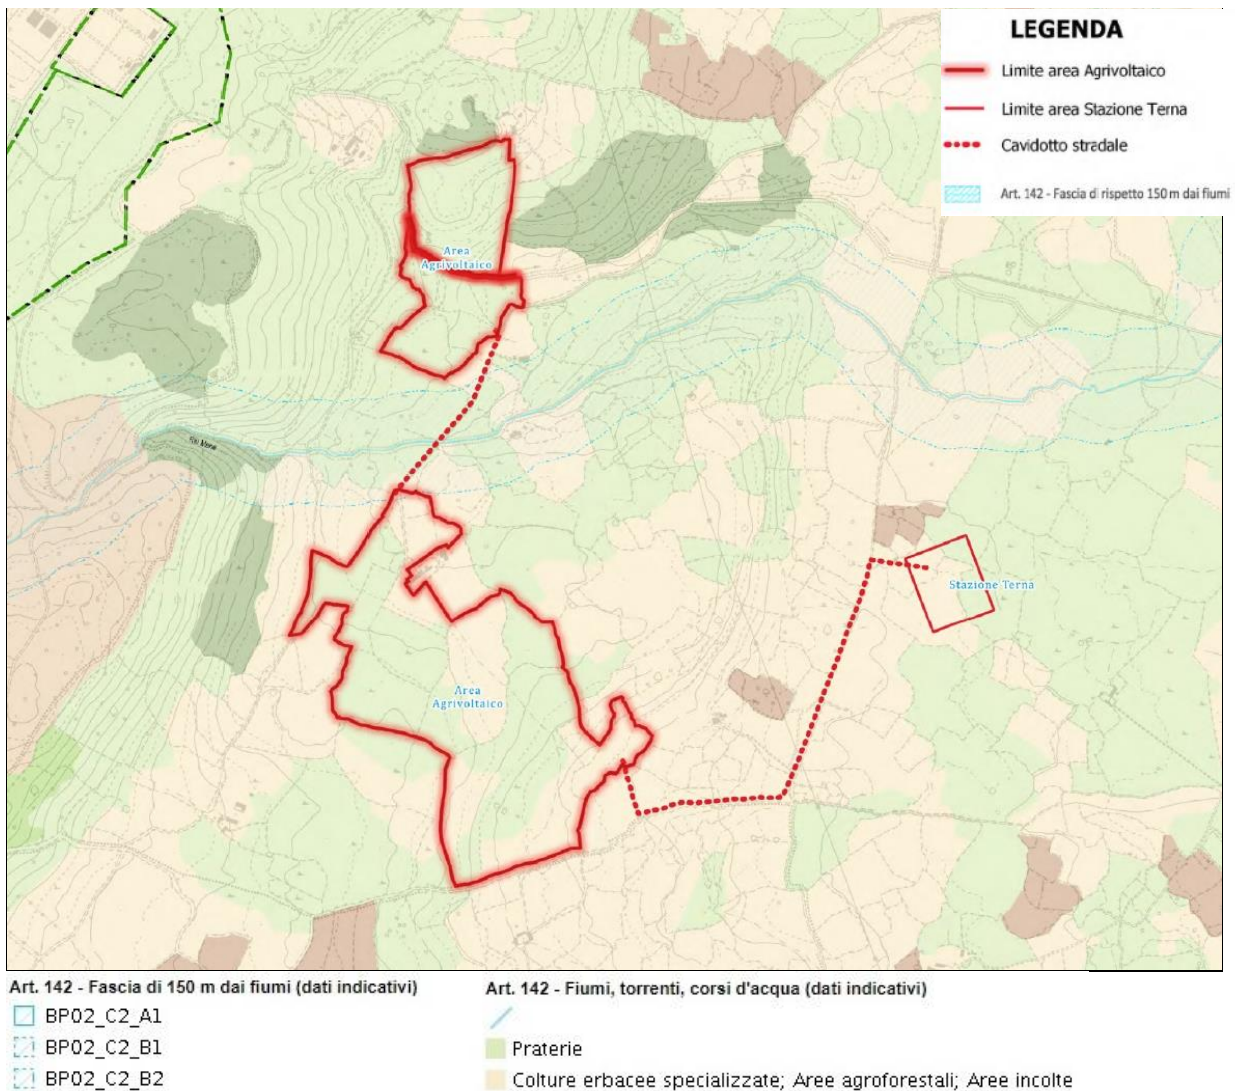 LEGENDA
Limite area Agrivoltaico
Limite area Stazione Terna
Cavidotto stradale
Art. 142 - Fascia di rispetto 150 m dai fiumi
Area
Agrivoltaico
Stazione Terna
Area
Agrivoltaico
Art. 142 - Fascia di 150 m dai fiumi (dati indicativi)
BP02_C2_A1
BP02_C2_B1
BP02_C2_B2
Art. 142 - Fiumi, torrenti, corsi d'acqua (dati indicativi)
Praterie
Colture erbacee specializzate; Aree agroforestali; Aree incolte